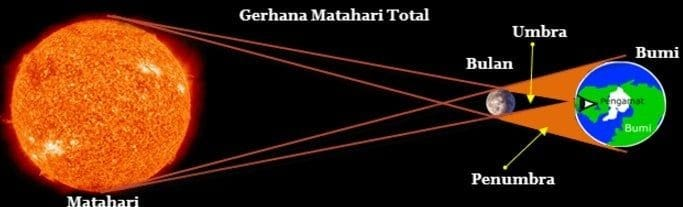 Gerhana Matahari Total
Umbra
Bumi
Bulan
Pengamat
Bumi
Penumbra
Matahari